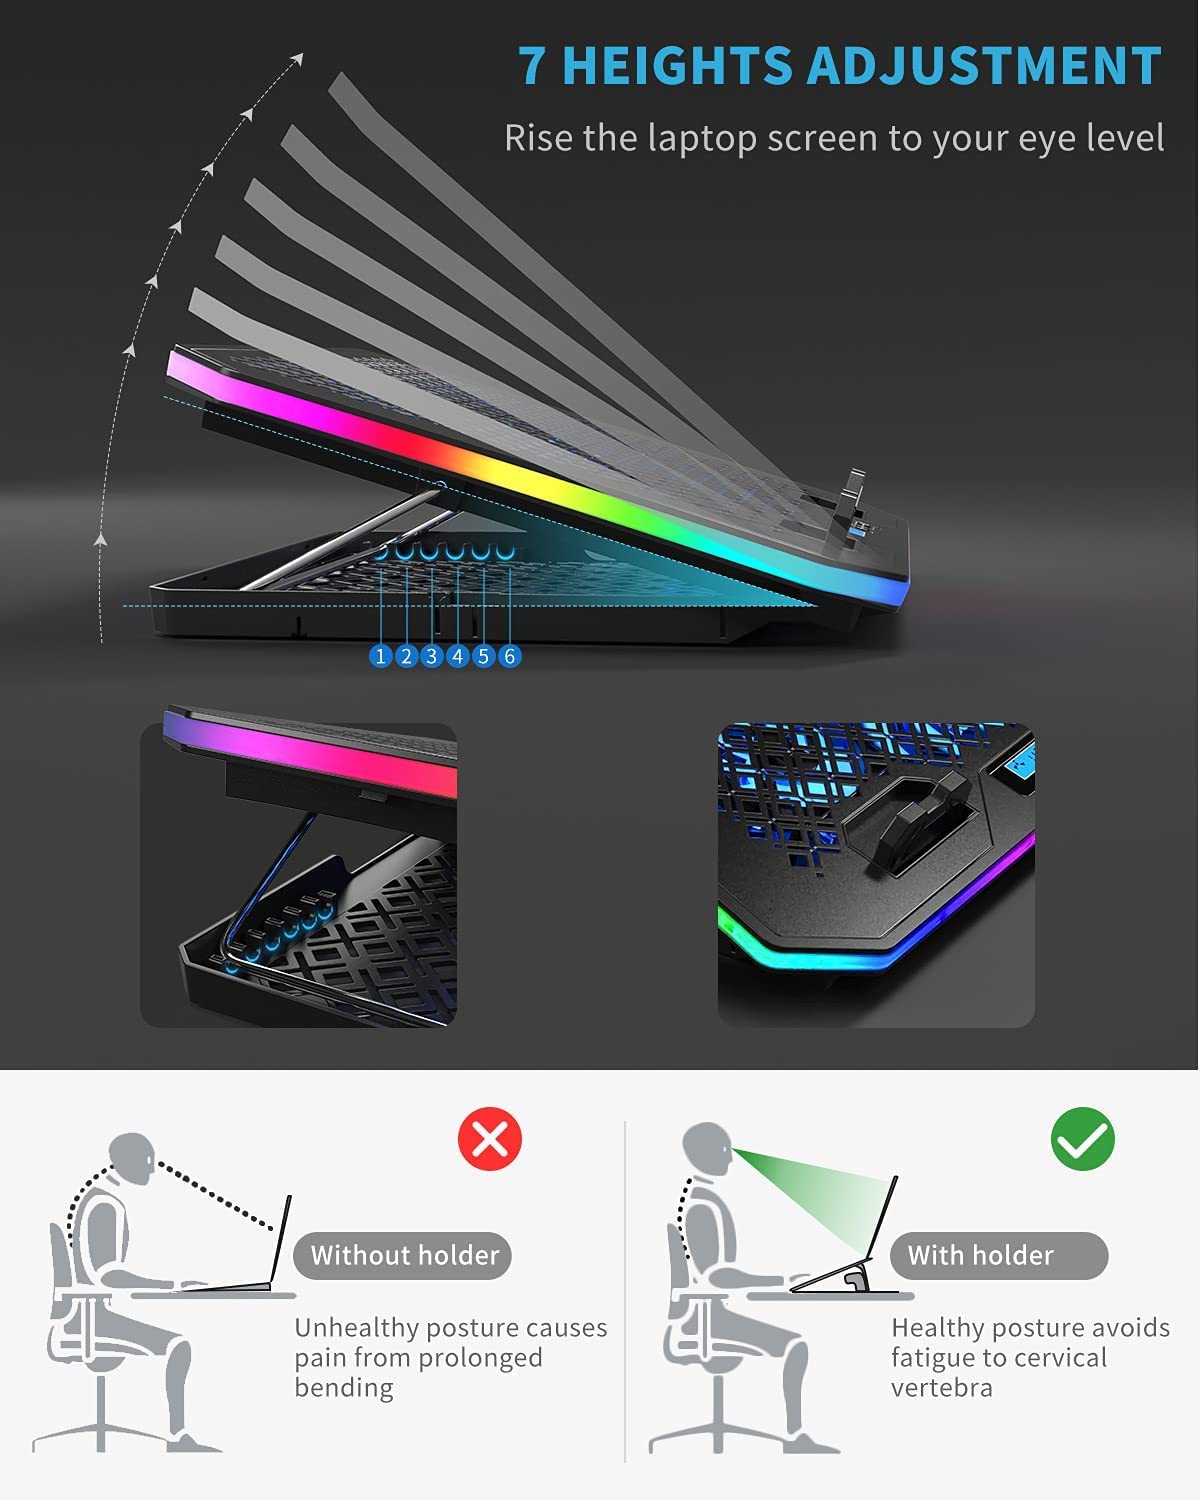 7 HEIGHTS ADJUSTMENT
Rise the laptop screen to your eye level
1 2 3 4 5 6
Without holder
Unhealthy posture causes
pain from prolonged
bending
With holder
Healthy posture avoids
fatigue to cervical
vertebra